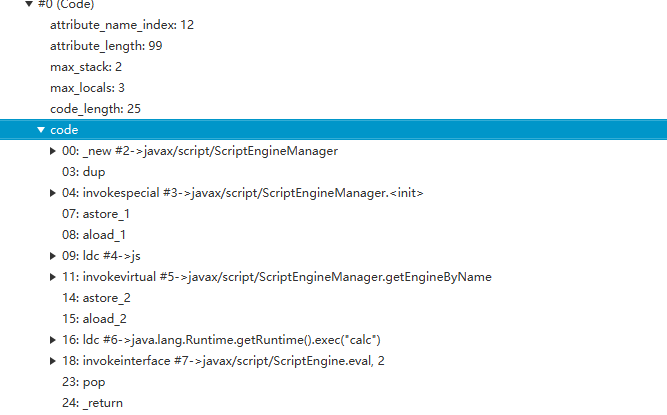 #0 (Code)
attribute_name_index: 12
attribute_length: 99
max_stack: 2
max_locals: 3
code_length: 25
code
00: _new #2->javax/script/ScriptEngineManager
03: dup
04: invokespecial #3->javax/script/ScriptEngineManager.<init>
07: astore_1
08: aload_1
09: ldc #4->js
11: invokevirtual #5->javax/script/ScriptEngineManager.getEngineByName
14: astore_2
15: aload_2
16: ldc #6->java.lang.Runtime.getRuntime().exec("calc")
18: invokeinterface #7->javax/script/ScriptEngine.eval, 2
23: pop
24: _return